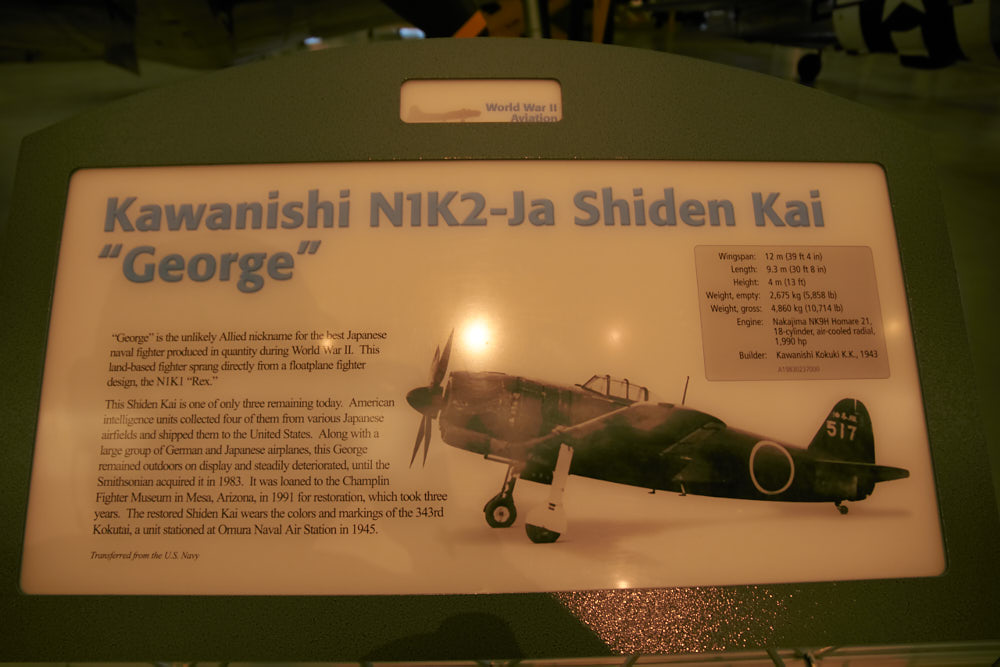 World War II
Aviation
Kawanishi N1K2-Ja Shiden Kai
"George"
Wingspan: 12 m (39 ft 4 in)
Length: 9.3 m (30 ft 8 in)
Height: 4 m (13 ft)
Weight, empty: 2,675 kg (5,858 lb)
Weight, gross: 4,860 kg (10,714 lb)
Engine: Nakajima NK9H Homare 21,
18-cylinder, air-cooled radial,
1,990 hp
Builder: Kawanishi Kokuki K.K., 1943
A19830237000
"George" is the unlikely Allied nickname for the best Japanese
naval fighter produced in quantity during World War II. This
land-based fighter sprang directly from a floatplane fighter
design, the N1K1 "Rex."
This Shiden Kai is one of only three remaining today. American
intelligence units collected four of them from various Japanese
airfields and shipped them to the United States. Along with a
large group of German and Japanese airplanes, this George
remained outdoors on display and steadily deteriorated, until the
Smithsonian acquired it in 1983. It was loaned to the Champlin
Fighter Museum in Mesa, Arizona, in 1991 for restoration, which took three
years. The restored Shiden Kai wears the colors and markings of the 343rd
Kokutai, a unit stationed at Omura Naval Air Station in 1945.
Transferred from the U.S. Navy
517